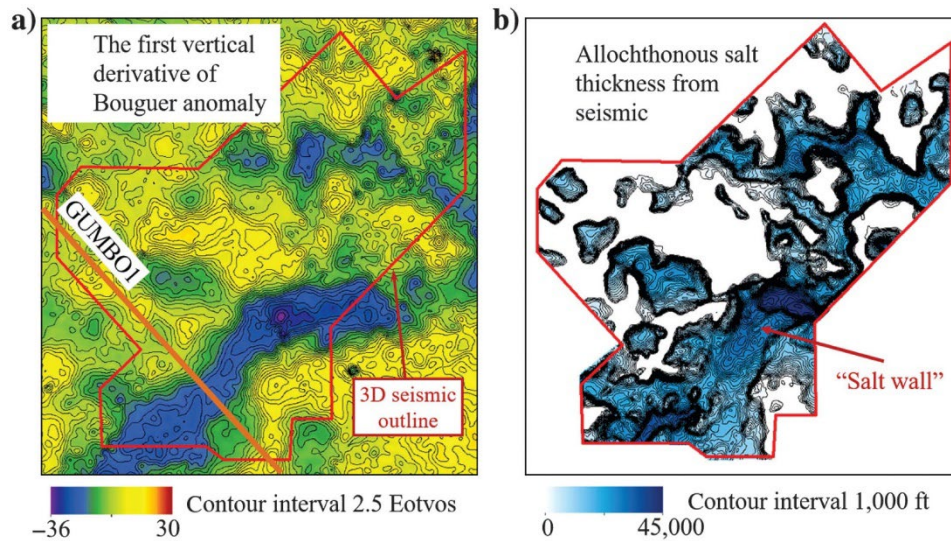 a)
The first vertical
derivative of
Bouguer anomaly
GUMBO1
3D seismic
outline
−36
30
Contour interval 2.5 Eotvos
b)
Allochthonous salt
thickness from
seismic
“Salt wall”
0
45,000
Contour interval 1,000 ft